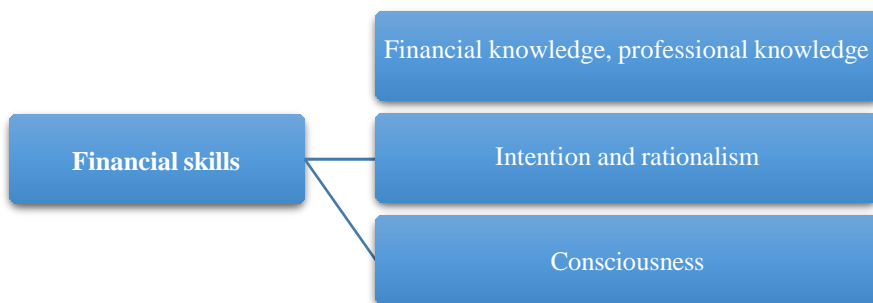 Financial knowledge, professional knowledge
Financial skills
Intention and rationalism
Consciousness